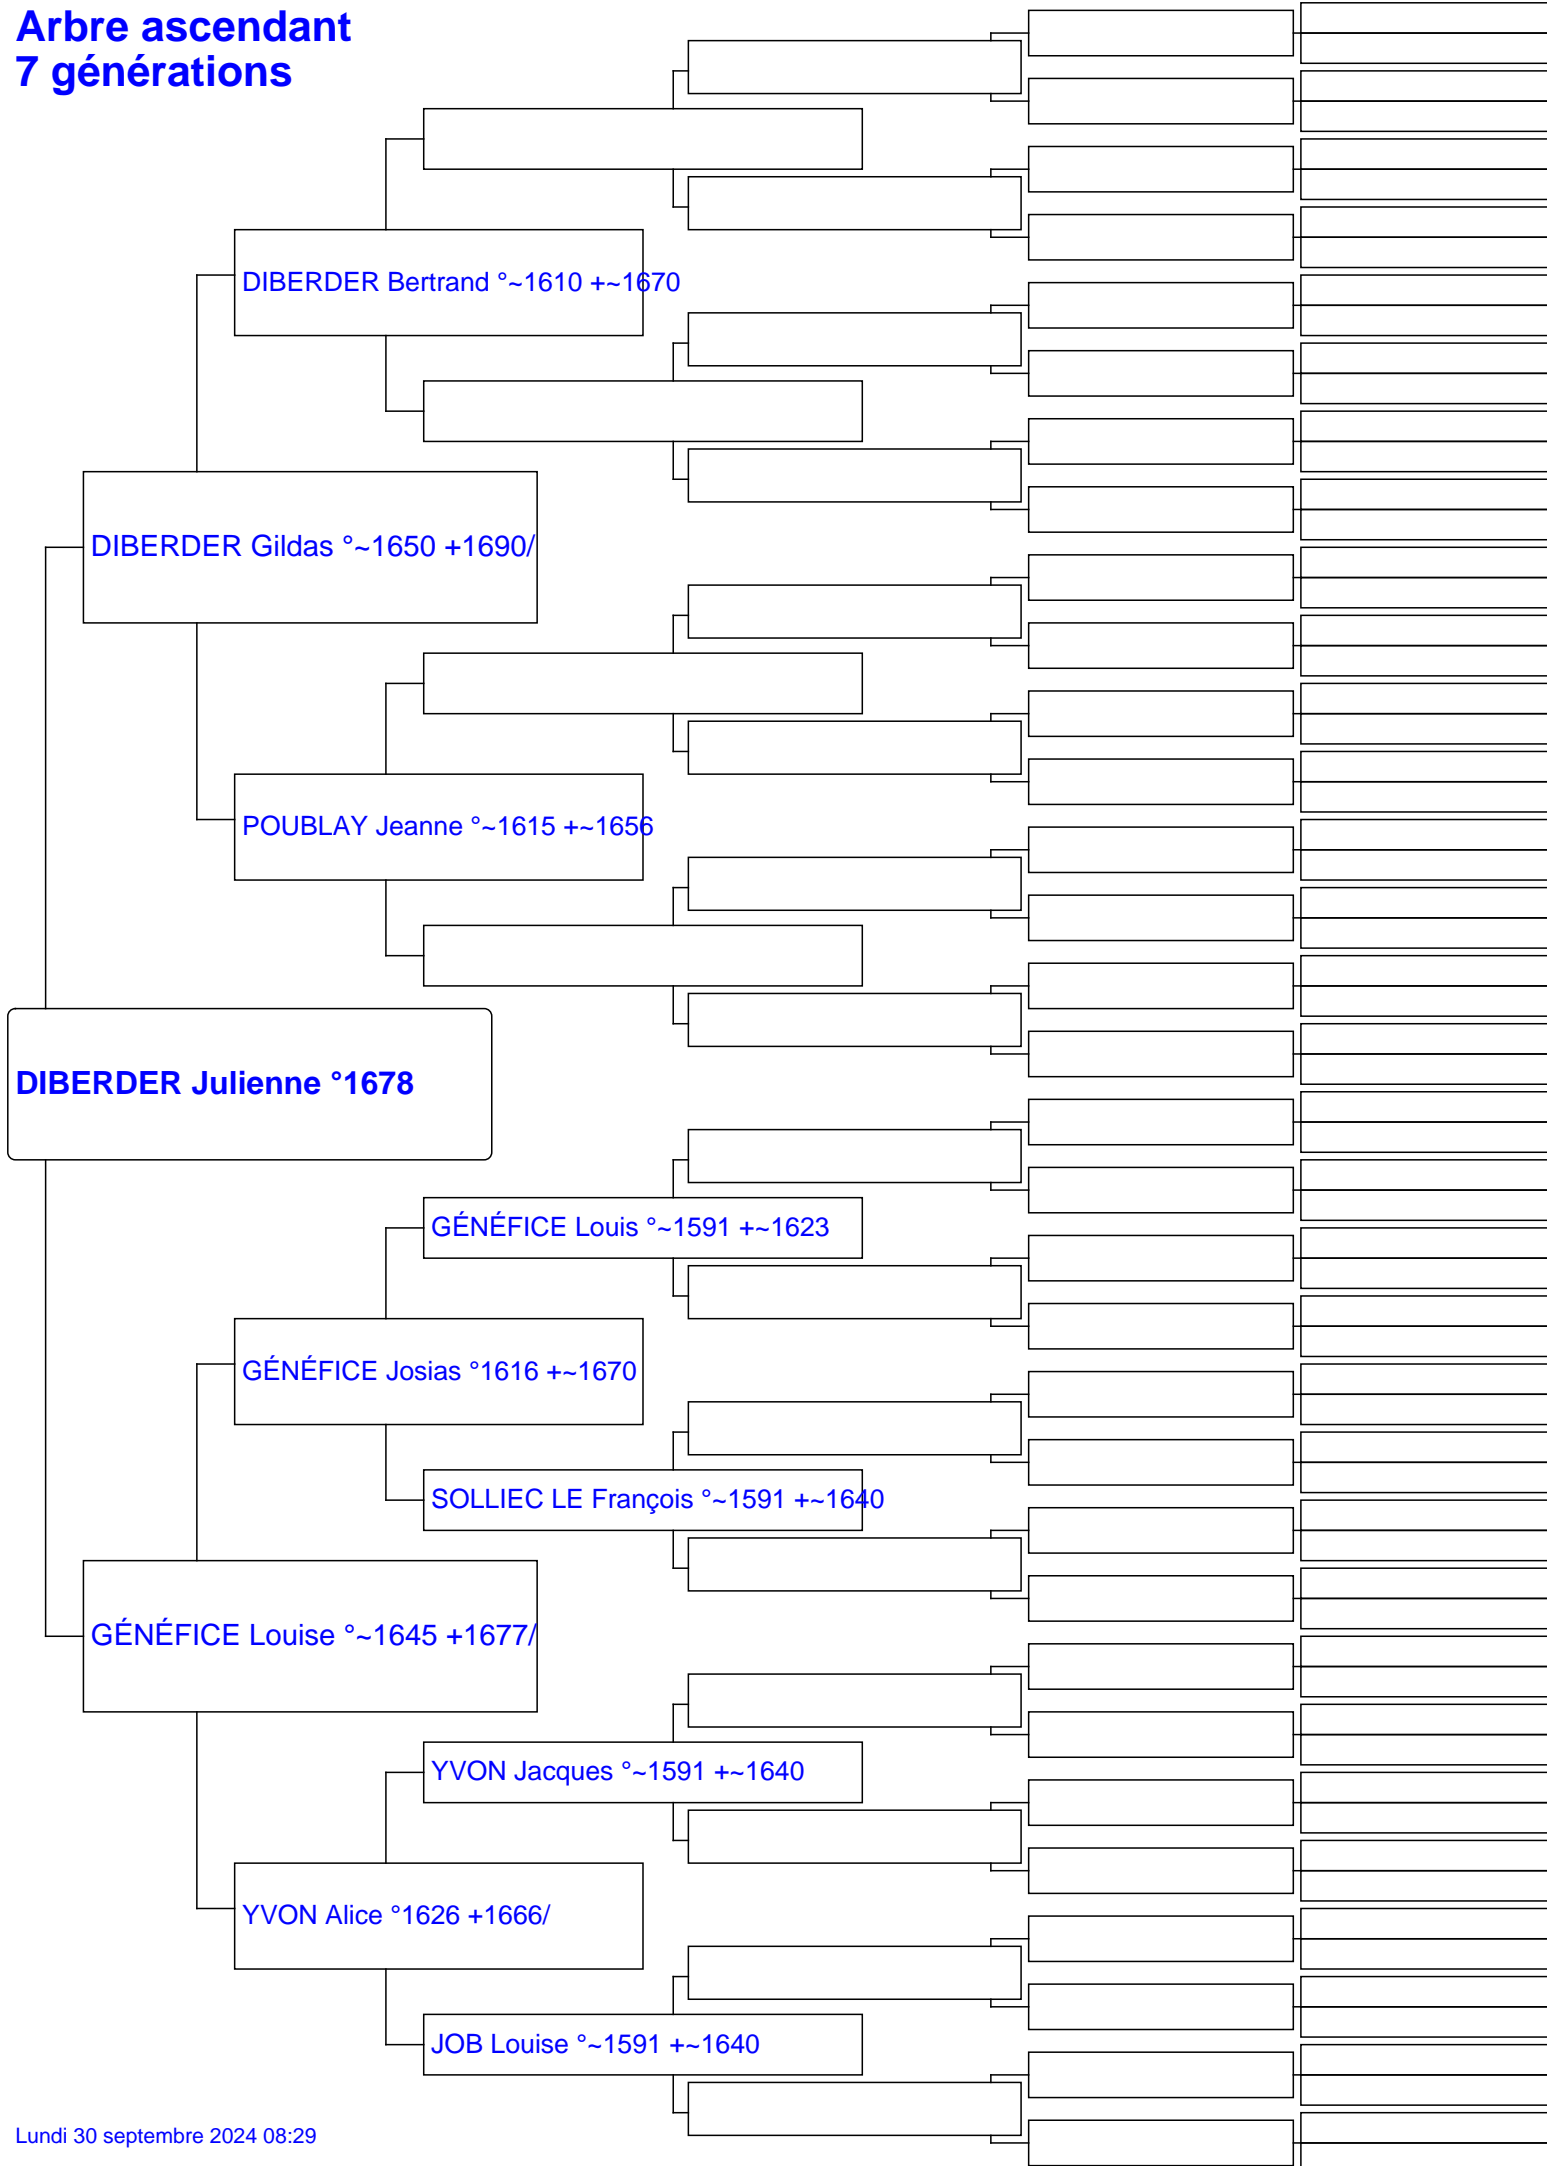 Arbre ascendant
7 générations
DIBERDER Bertrand °~1610 +~1670
DIBERDER Gildas °~1650 +1690/
POUBLAY Jeanne °~1615 +~1656
DIBERDER Julienne °1678
GÉNÉFICE Louis °~1591 +~1623
GÉNÉFICE Josias °1616 +~1670
SOLLIEC LE François °~1591 +~1640
GÉNÉFICE Louise °~1645 +1677/
YVON Jacques °~1591 +~1640
YVON Alice °1626 +1666/
JOB Louise °~1591 +~1640
Lundi 30 septembre 2024 08:29